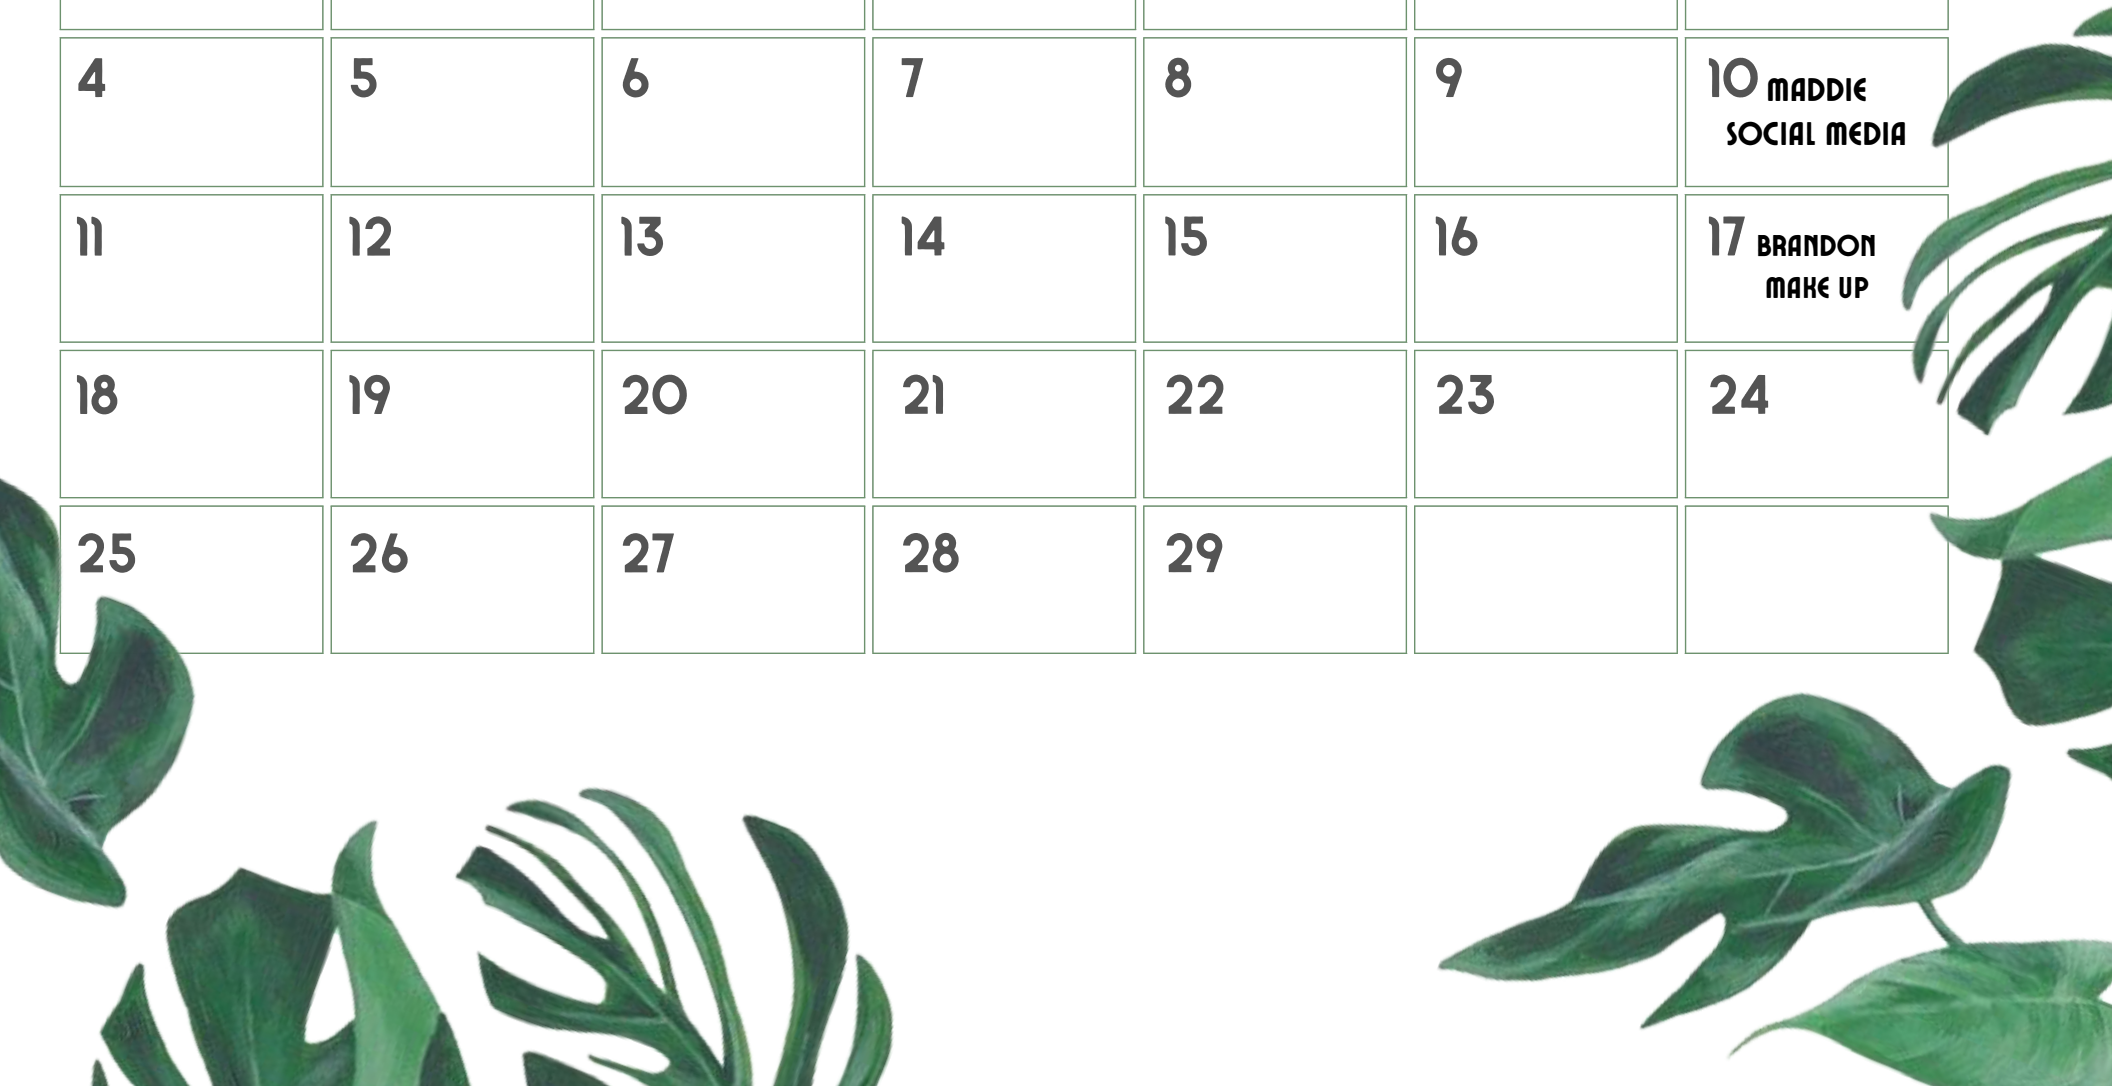 4 5 6 7 8 9 10 MADDIE
SOCIAL MEDIA
11 12 13 14 15 16 17 BRANDON
MAKE UP
18 19 20 21 22 23 24
25 26 27 28 29